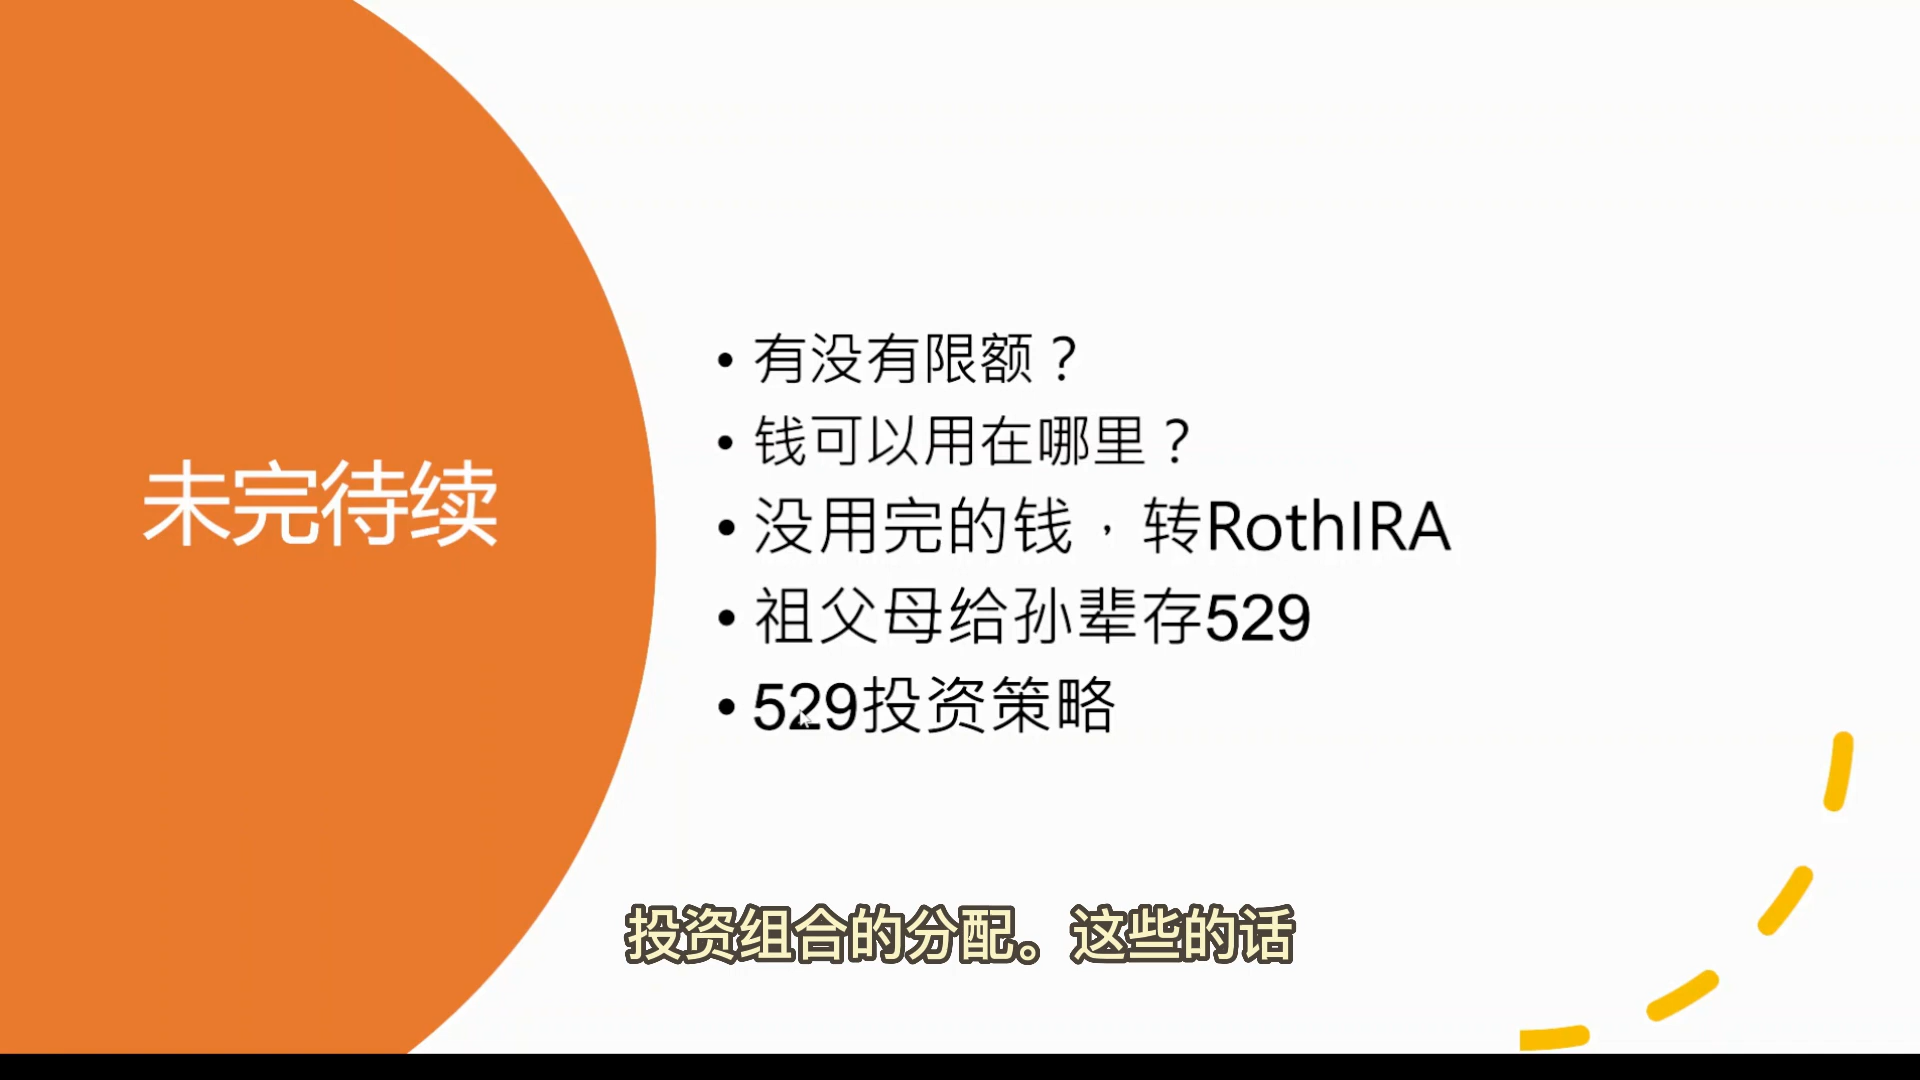 未完待续
• 有没有限额？
• 钱可以用在哪里？
• 没用完的钱，转RothIRA
• 祖父母给孙辈存529
• 529投资策略
投资组合的分配。这些的话